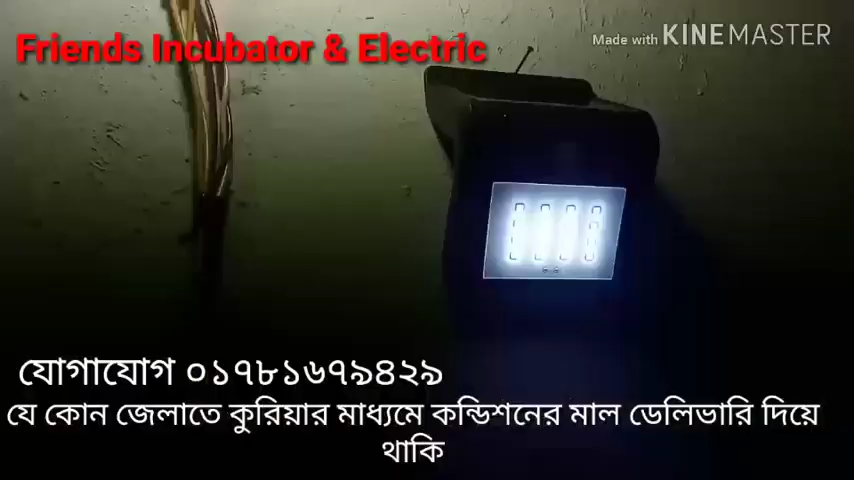 Friends Incubator & Electric
Made with KINEMASTER
যোগাযোগ ০১৭৮১৬৭৯৪২৯
যে কোন জেলাতে কুরিয়ার মাধ্যমে কন্ডিশনের মাল ডেলিভারি দিয়ে
থাকি